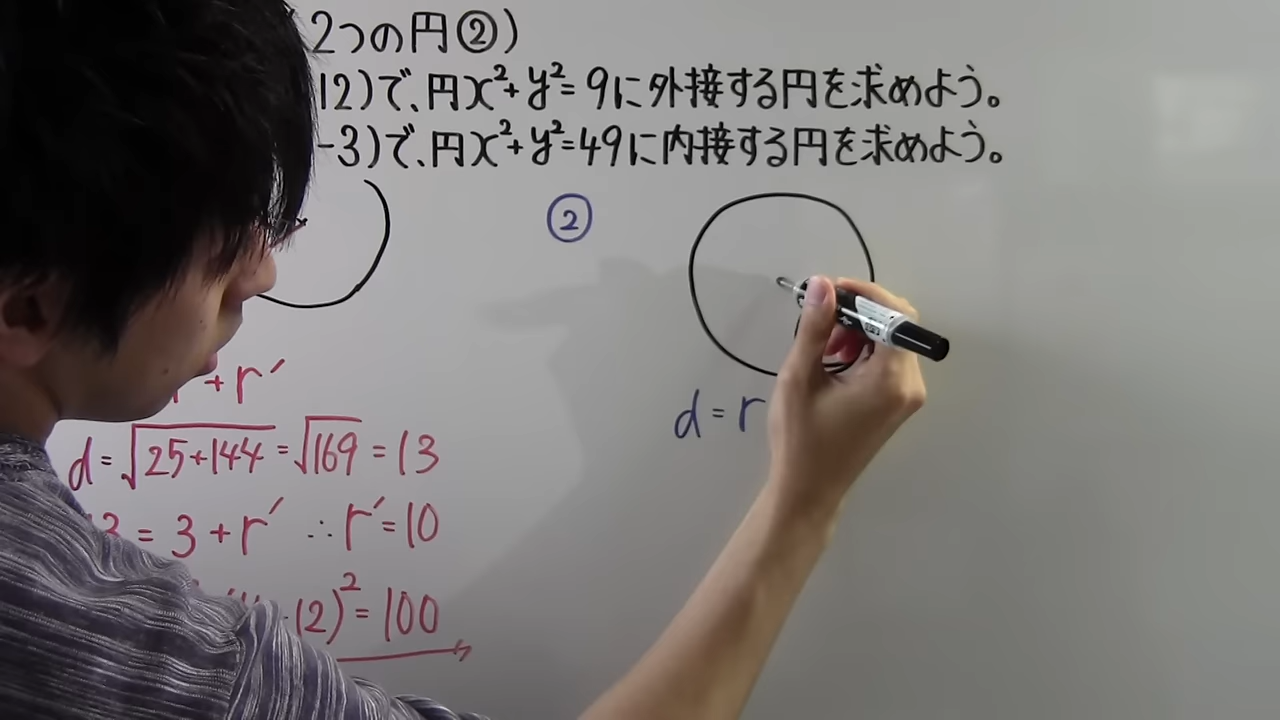 2つの円②)
12)で、円x²+y²=9に外接する円を求めよう。
-3)で、円x²+y²=49に内接する円を求めよう。
②
+r′
d=√25+144=√169=13
3=3+r′ ∴r′=10
12)²=100
d=r